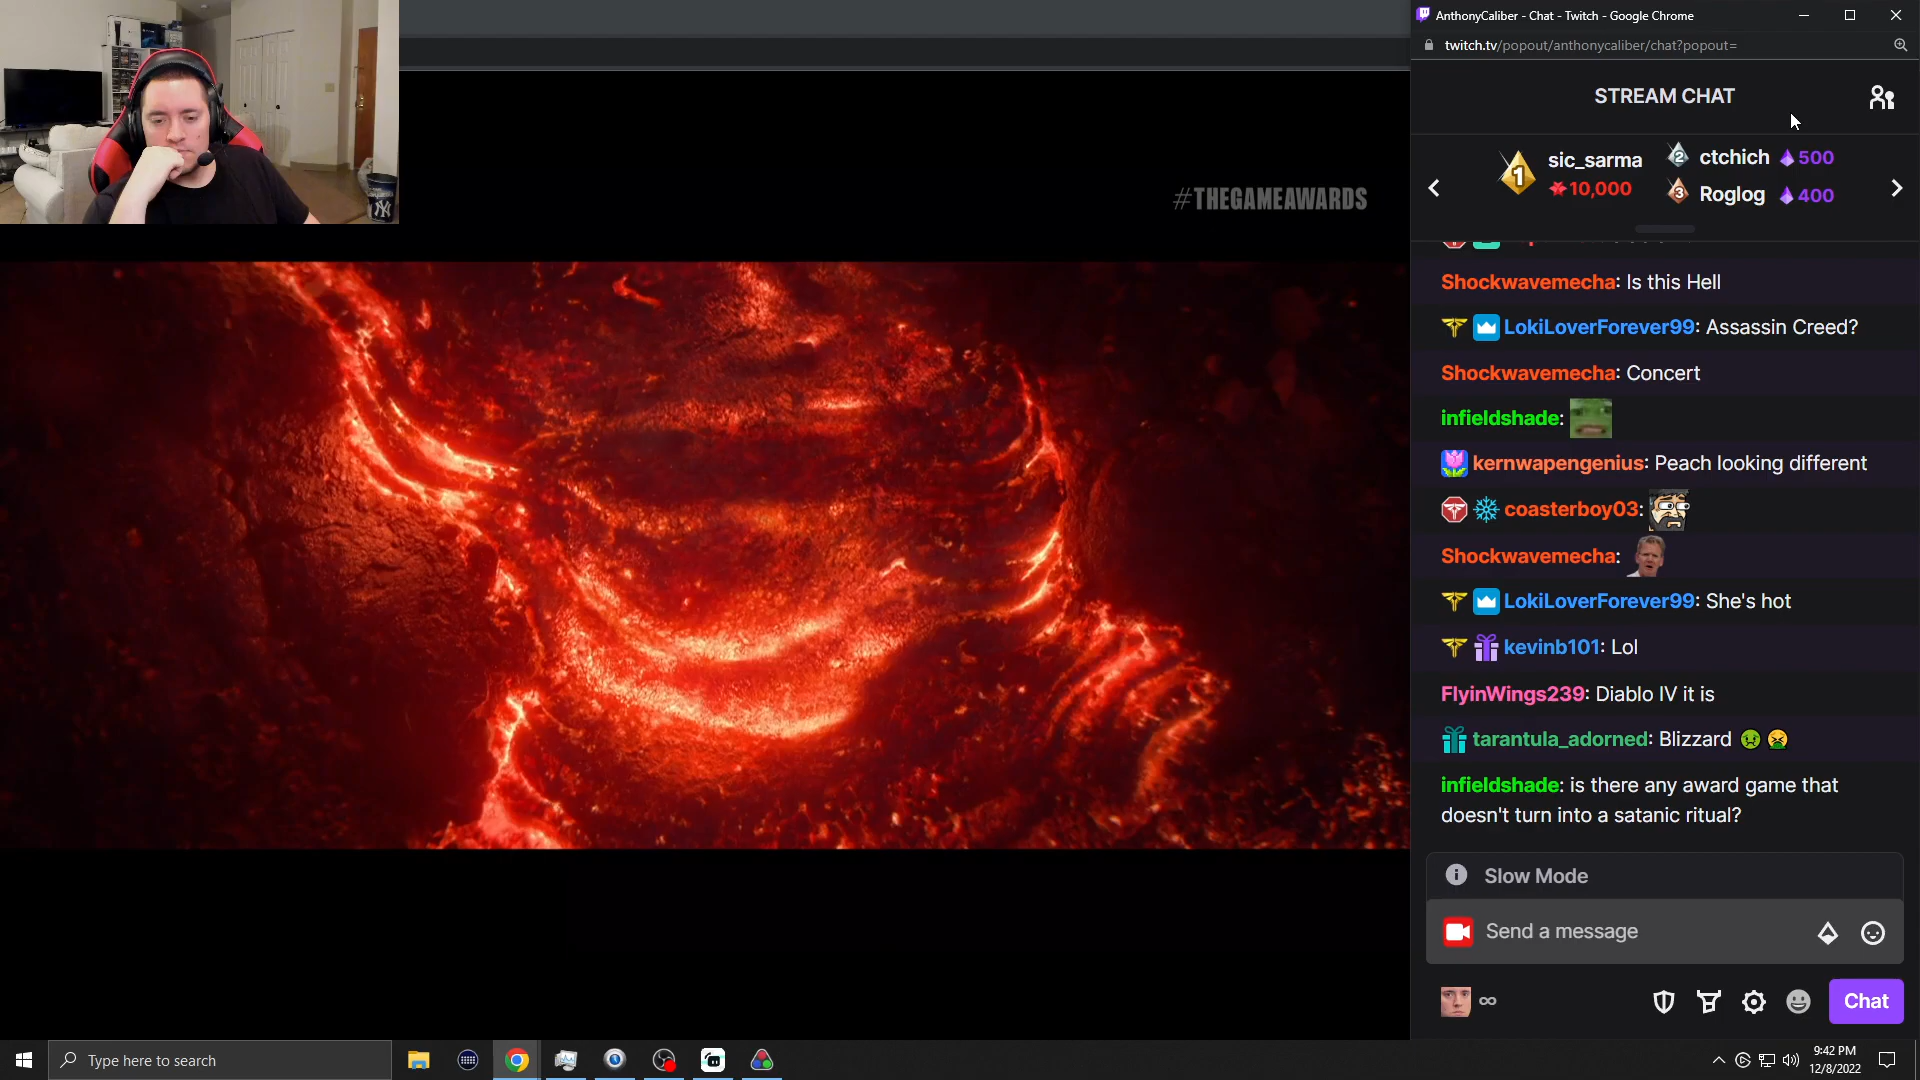 AnthonyCaliber - Chat - Twitch - Google Chrome
twitch.tv/popout/anthonycaliber/chat?popout=
STREAM CHAT
1 sic_sarma 10,000
2 ctchich 500
3 Roglog 400
#THEGAMEAWARDS
Shockwavemecha: Is this Hell
LokiLoverForever99: Assassin Creed?
Shockwavemecha: Concert
infieldshade:
kernwapengenius: Peach looking different
coasterboy03:
Shockwavemecha:
LokiLoverForever99: She's hot
kevinb101: Lol
FlyinWings239: Diablo IV it is
tarantula_adorned: Blizzard 🤢 🤮
infieldshade: is there any award game that
doesn't turn into a satanic ritual?
Slow Mode
Send a message
∞
Chat
Type here to search
9:42 PM
12/8/2022